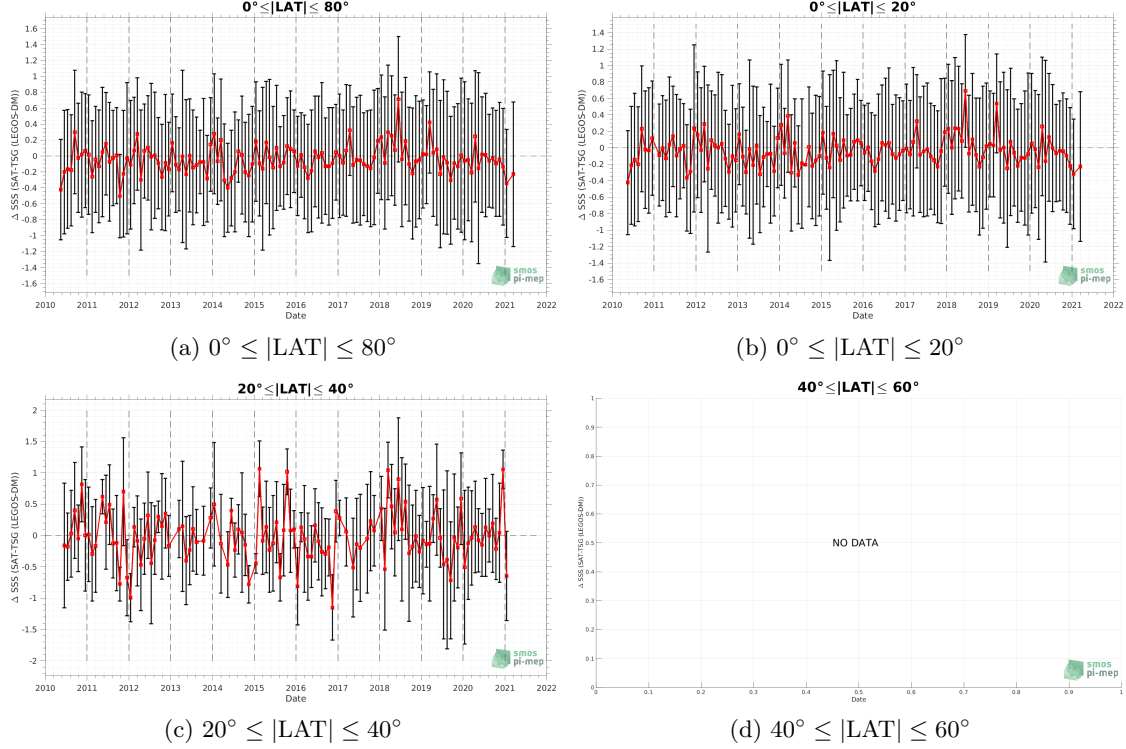 0°≤|LAT|≤ 80°
Δ SSS (SAT-TSG (LEGOS-DM))
1.6
1.4
1.2
1
0.8
0.6
0.4
0.2
0
-0.2
-0.4
-0.6
-0.8
-1
-1.2
-1.4
-1.6
2010 2011 2012 2013 2014 2015 2016 2017 2018 2019 2020 2021 2022
Date
smos
pi-mep
(a) 0° ≤ |LAT| ≤ 80°
0°≤|LAT|≤ 20°
Δ SSS (SAT-TSG (LEGOS-DM))
1.4
1.2
1
0.8
0.6
0.4
0.2
0
-0.2
-0.4
-0.6
-0.8
-1
-1.2
-1.4
-1.6
2010 2011 2012 2013 2014 2015 2016 2017 2018 2019 2020 2021 2022
Date
smos
pi-mep
(b) 0° ≤ |LAT| ≤ 20°
20°≤|LAT|≤ 40°
Δ SSS (SAT-TSG (LEGOS-DM))
2
1.5
1
0.5
0
-0.5
-1
-1.5
-2
2010 2011 2012 2013 2014 2015 2016 2017 2018 2019 2020 2021 2022
Date
smos
pi-mep
(c) 20° ≤ |LAT| ≤ 40°
40°≤|LAT|≤ 60°
Δ SSS (SAT-TSG (LEGOS-DM))
1
0.9
0.8
0.7
0.6
0.5
0.4
0.3
0.2
0.1
0
NO DATA
0 0.1 0.2 0.3 0.4 0.5 0.6 0.7 0.8 0.9 1
Date
smos
pi-mep
(d) 40° ≤ |LAT| ≤ 60°